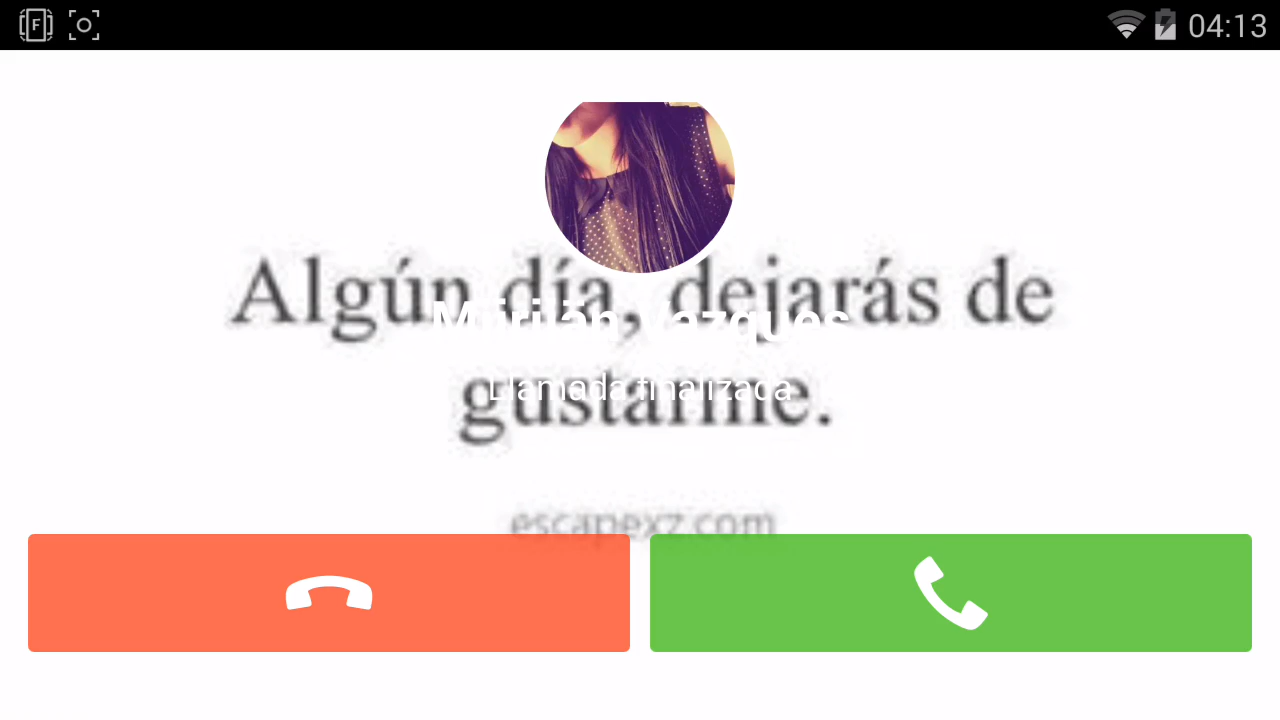 04:13
Algún día, dejarás de
gustarme.
Llamada finalizada
escapexz.com